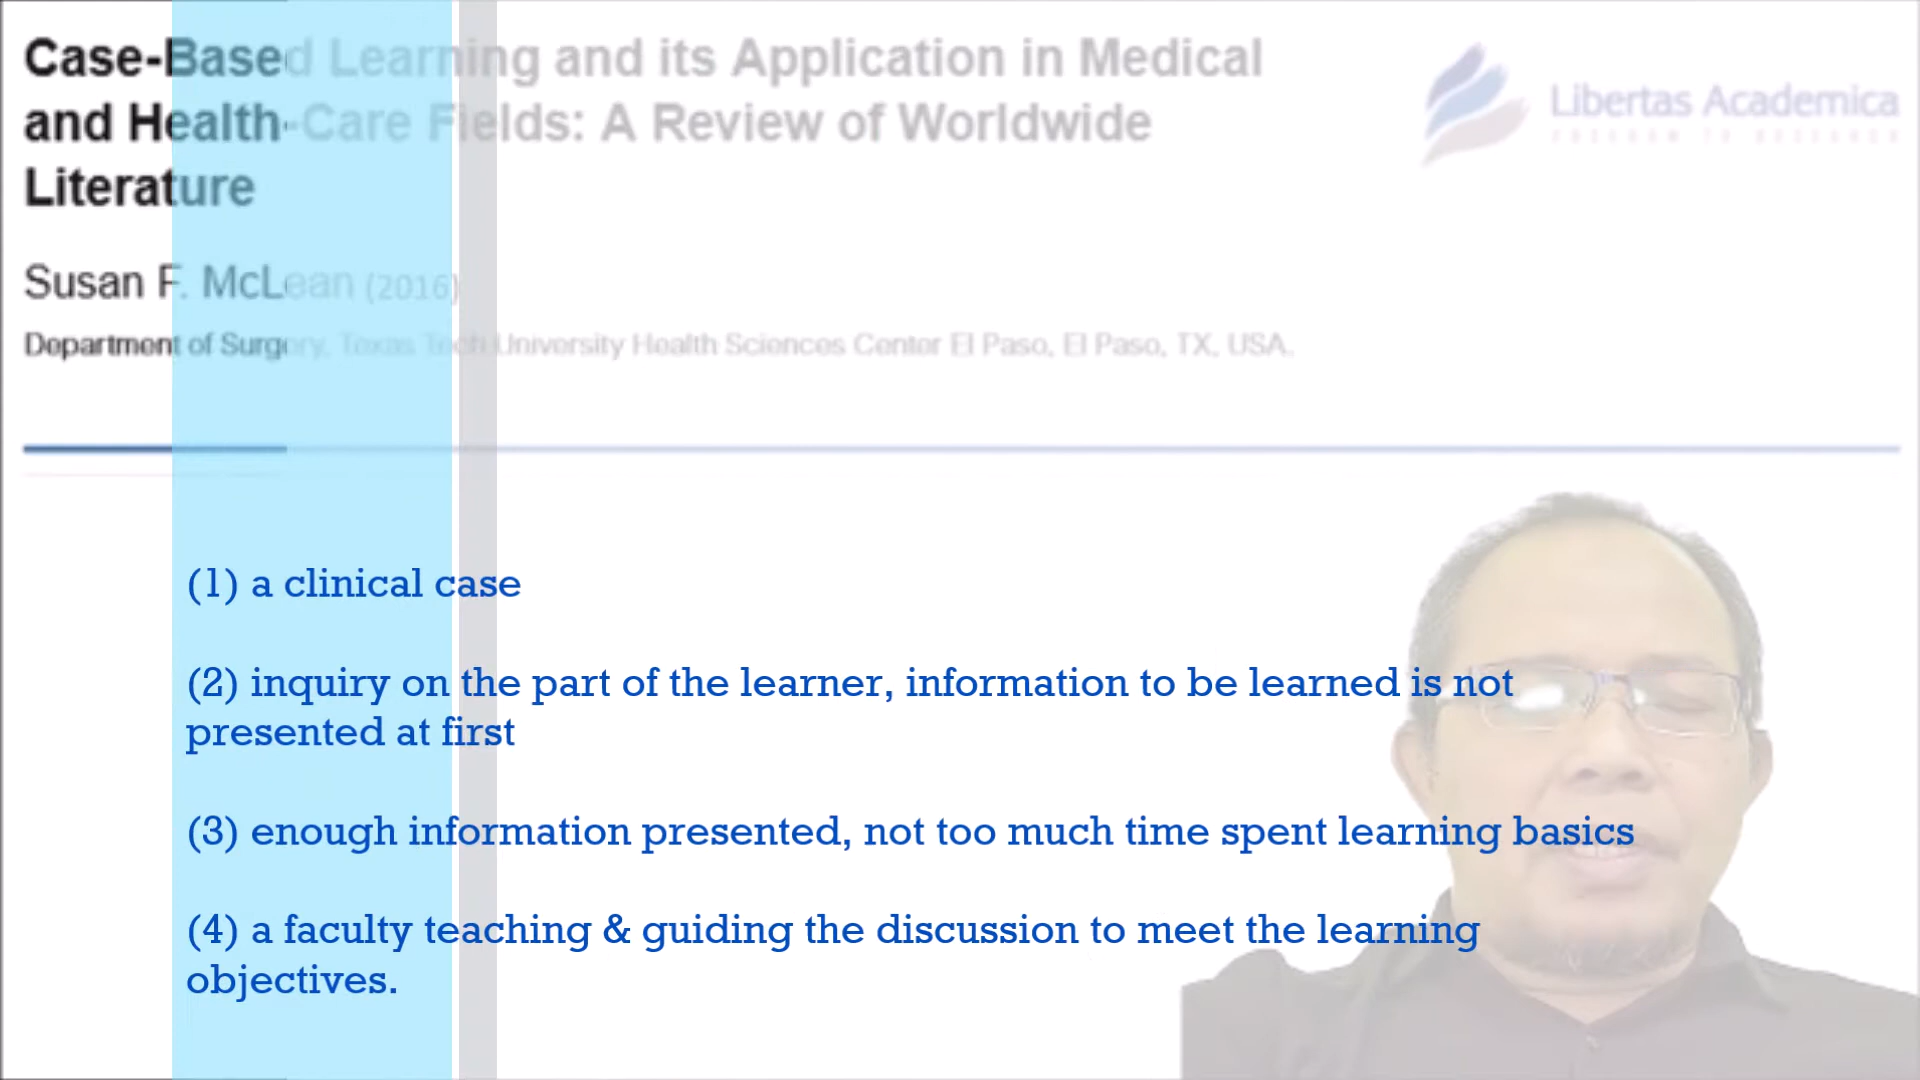 Case-Based Learning and its Application in Medical
and Health-Care Fields: A Review of Worldwide
Literature
Libertas Academica
FREEDOM TO RESEARCH
Susan F. McLean (2016)
Department of Surgery, Texas Tech University Health Sciences Center El Paso, El Paso, TX, USA.
(1) a clinical case
(2) inquiry on the part of the learner, information to be learned is not
presented at first
(3) enough information presented, not too much time spent learning basics
(4) a faculty teaching & guiding the discussion to meet the learning
objectives.